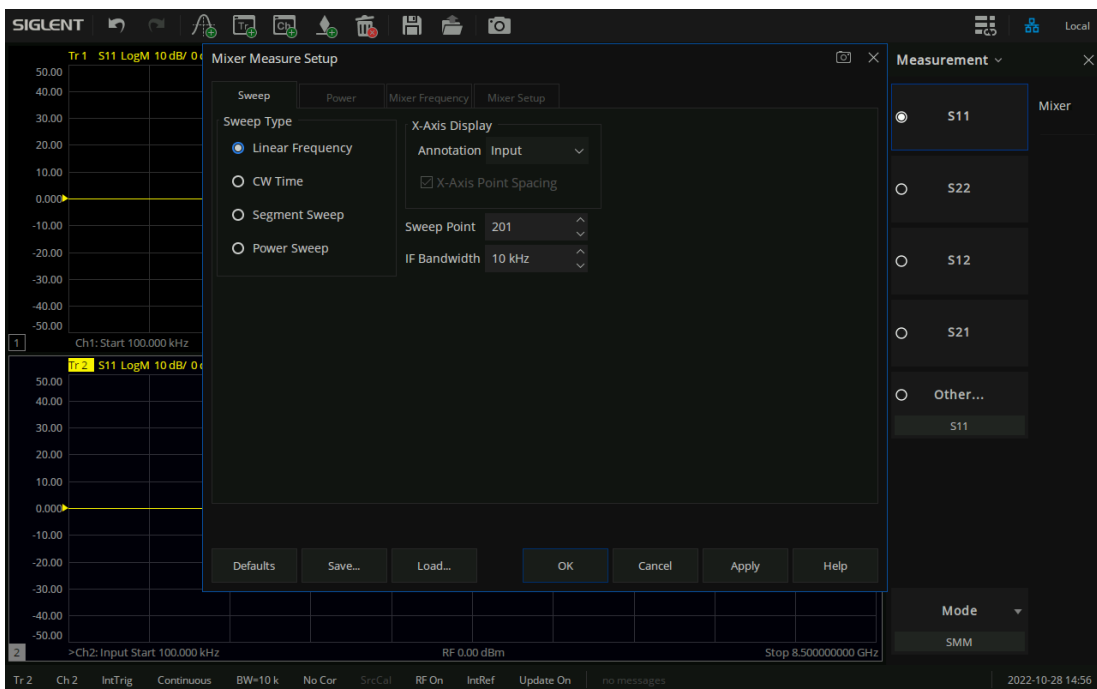 SIGLENT
Tr
Ch
Local
Tr 1 S11 LogM 10 dB/ 0
50.00
40.00
30.00
20.00
10.00
0.000
-10.00
-20.00
-30.00
-40.00
-50.00
1
Ch1: Start 100.000 kHz
Tr 2 S11 LogM 10 dB/ 0
50.00
40.00
30.00
20.00
10.00
0.000
-10.00
-20.00
-30.00
-40.00
-50.00
2
>Ch2: Input Start 100.000 kHz
RF 0.00 dBm
Stop 8.500000000 GHz
Mixer Measure Setup
Sweep
Power
Mixer Frequency
Mixer Setup
Sweep Type
Linear Frequency
CW Time
Segment Sweep
Power Sweep
X-Axis Display
Annotation Input
X-Axis Point Spacing
Sweep Point 201
IF Bandwidth 10 kHz
Defaults
Save...
Load...
OK
Cancel
Apply
Help
Measurement
S11
S22
S12
S21
Other...
S11
Mode
SMM
Mixer
Tr 2 Ch 2 IntTrig Continuous BW=10 k No Cor SrcCal RF On IntRef Update On no messages 2022-10-28 14:56